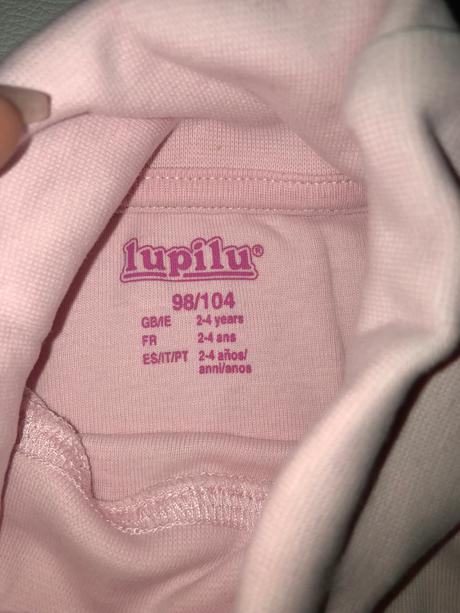 lupilu®
98/104
GB/IE 2-4 years
FR 2-4 ans
ES/IT/PT 2-4 años/
anni/anos